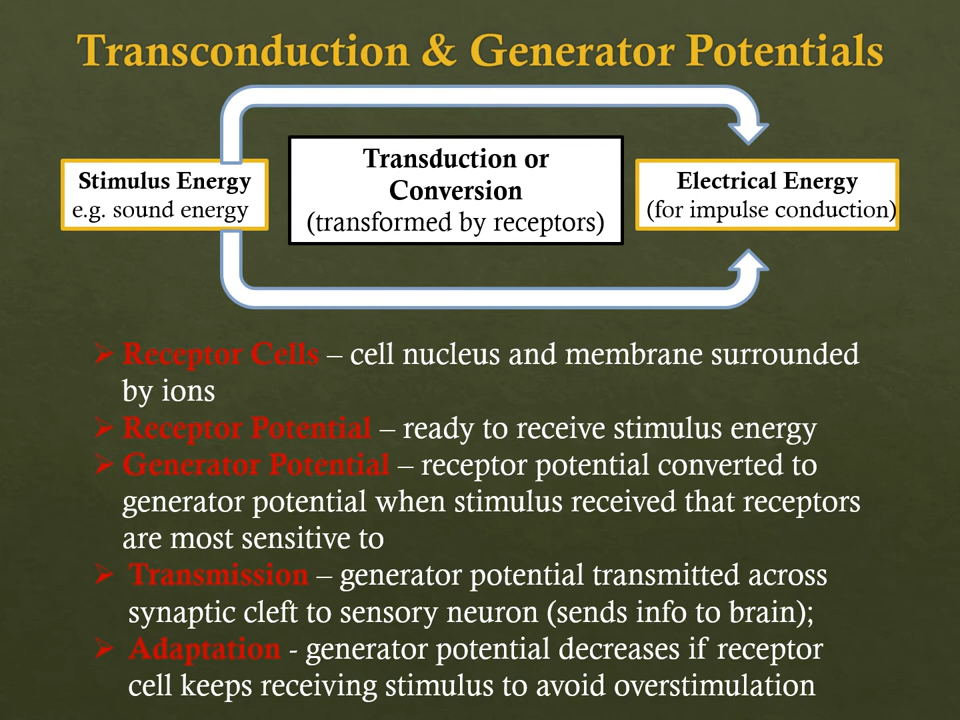 Transconduction & Generator Potentials
Stimulus Energy
e.g. sound energy
Transduction or
Conversion
(transformed by receptors)
Electrical Energy
(for impulse conduction)
➢ Receptor Cells – cell nucleus and membrane surrounded
by ions
➢ Receptor Potential – ready to receive stimulus energy
➢ Generator Potential – receptor potential converted to
generator potential when stimulus received that receptors
are most sensitive to
➢ Transmission – generator potential transmitted across
synaptic cleft to sensory neuron (sends info to brain);
➢ Adaptation - generator potential decreases if receptor
cell keeps receiving stimulus to avoid overstimulation